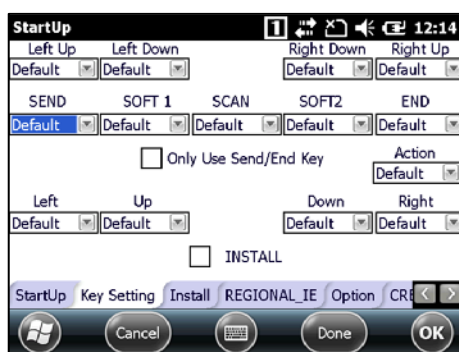 StartUp 1 12:14
Left Up Left Down Right Down Right Up
Default Default Default Default
SEND SOFT 1 SCAN SOFT2 END
Default Default Default Default Default
Only Use Send/End Key Action
Default
Left Up Down Right
Default Default Default Default
INSTALL
StartUp Key Setting Install REGIONAL_IE Option
Cancel Done OK